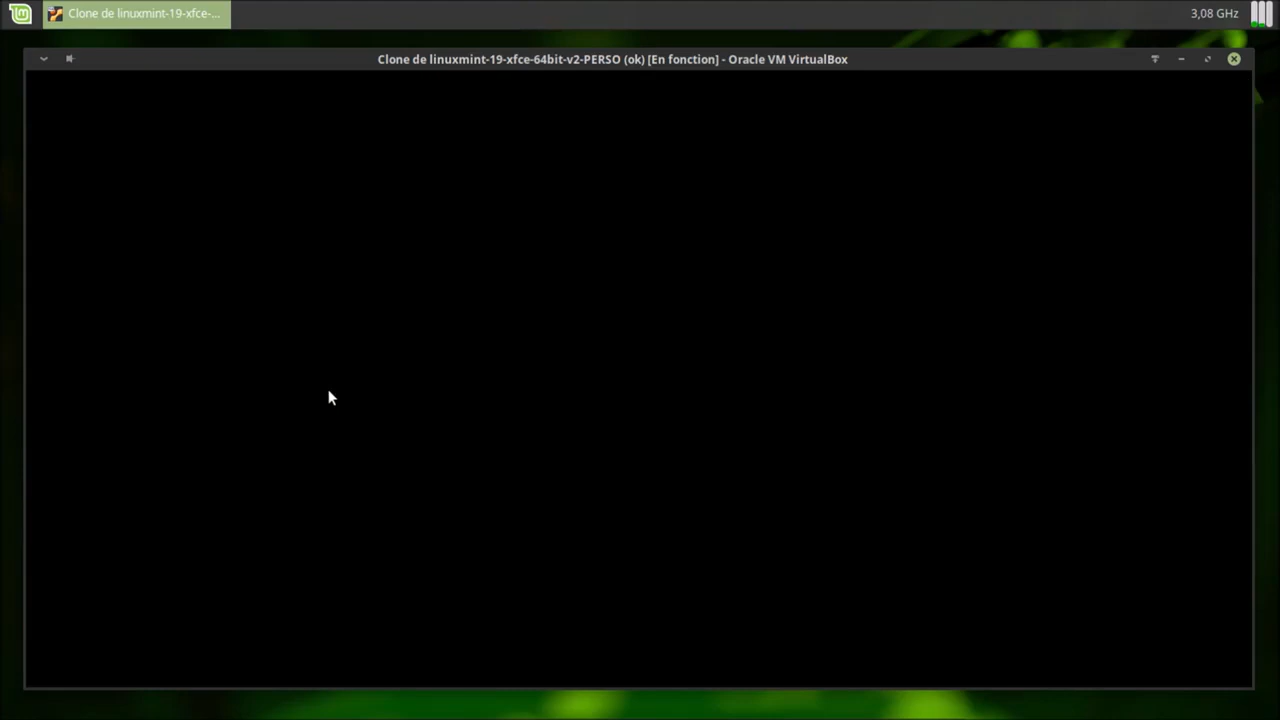 Clone de linuxmint-19-xfce-...
3,08 GHz
Clone de linuxmint-19-xfce-64bit-v2-PERSO (ok) [En fonction] - Oracle VM VirtualBox